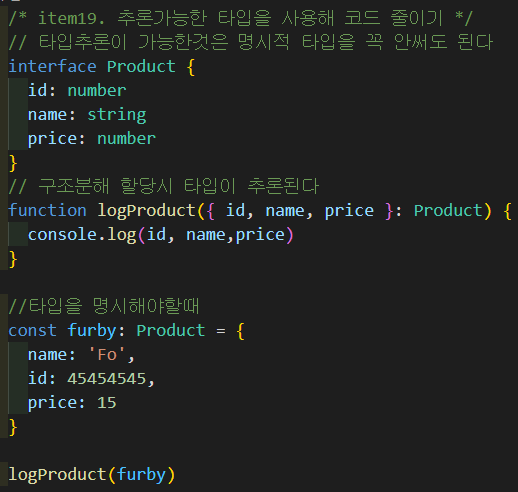 /* item19. 추론가능한 타입을 사용해 코드 줄이기 */
// 타입추론이 가능한것은 명시적 타입을 꼭 안써도 된다
interface Product {
  id: number
  name: string
  price: number
}
// 구조분해 할당시 타입이 추론된다
function logProduct({ id, name, price }: Product) {
  console.log(id, name,price)
}
//타입을 명시해야할때
const furby: Product = {
  name: 'Fo',
  id: 45454545,
  price: 15
}
logProduct(furby)